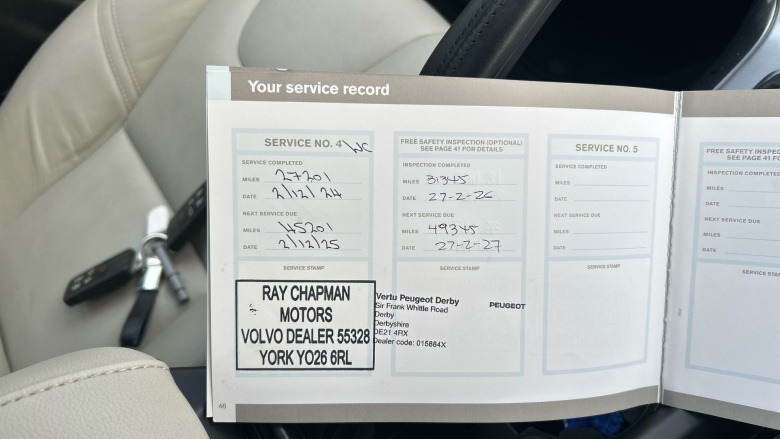 Your service record
SERVICE NO. 4
SERVICE COMPLETED
MILES 27201
DATE 2/12/24
NEXT SERVICE DUE
MILES 45201
DATE 2/12/25
SERVICE STAMP
RAY CHAPMAN
MOTORS
VOLVO DEALER 55328
YORK YO26 6RL
FREE SAFETY INSPECTION (OPTIONAL)
SEE PAGE 41 FOR DETAILS
INSPECTION COMPLETED
MILES 31345
DATE 27-2-26
NEXT SERVICE DUE
MILES 49345
DATE 27-2-27
SERVICE STAMP
Vertu Peugeot Derby PEUGEOT
Sir Frank Whittle Road
Derby
Derbyshire
DE21 4RX
Dealer code: 015884X
SERVICE NO. 5
SERVICE COMPLETED
MILES
DATE
NEXT SERVICE DUE
MILES
DATE
SERVICE STAMP
FREE SAFETY INSPEC
SEE PAGE 41 F
INSPECTION COMPLETED
MILES
DATE
NEXT SERVICE DUE
MILES
DATE
SERVICE STA